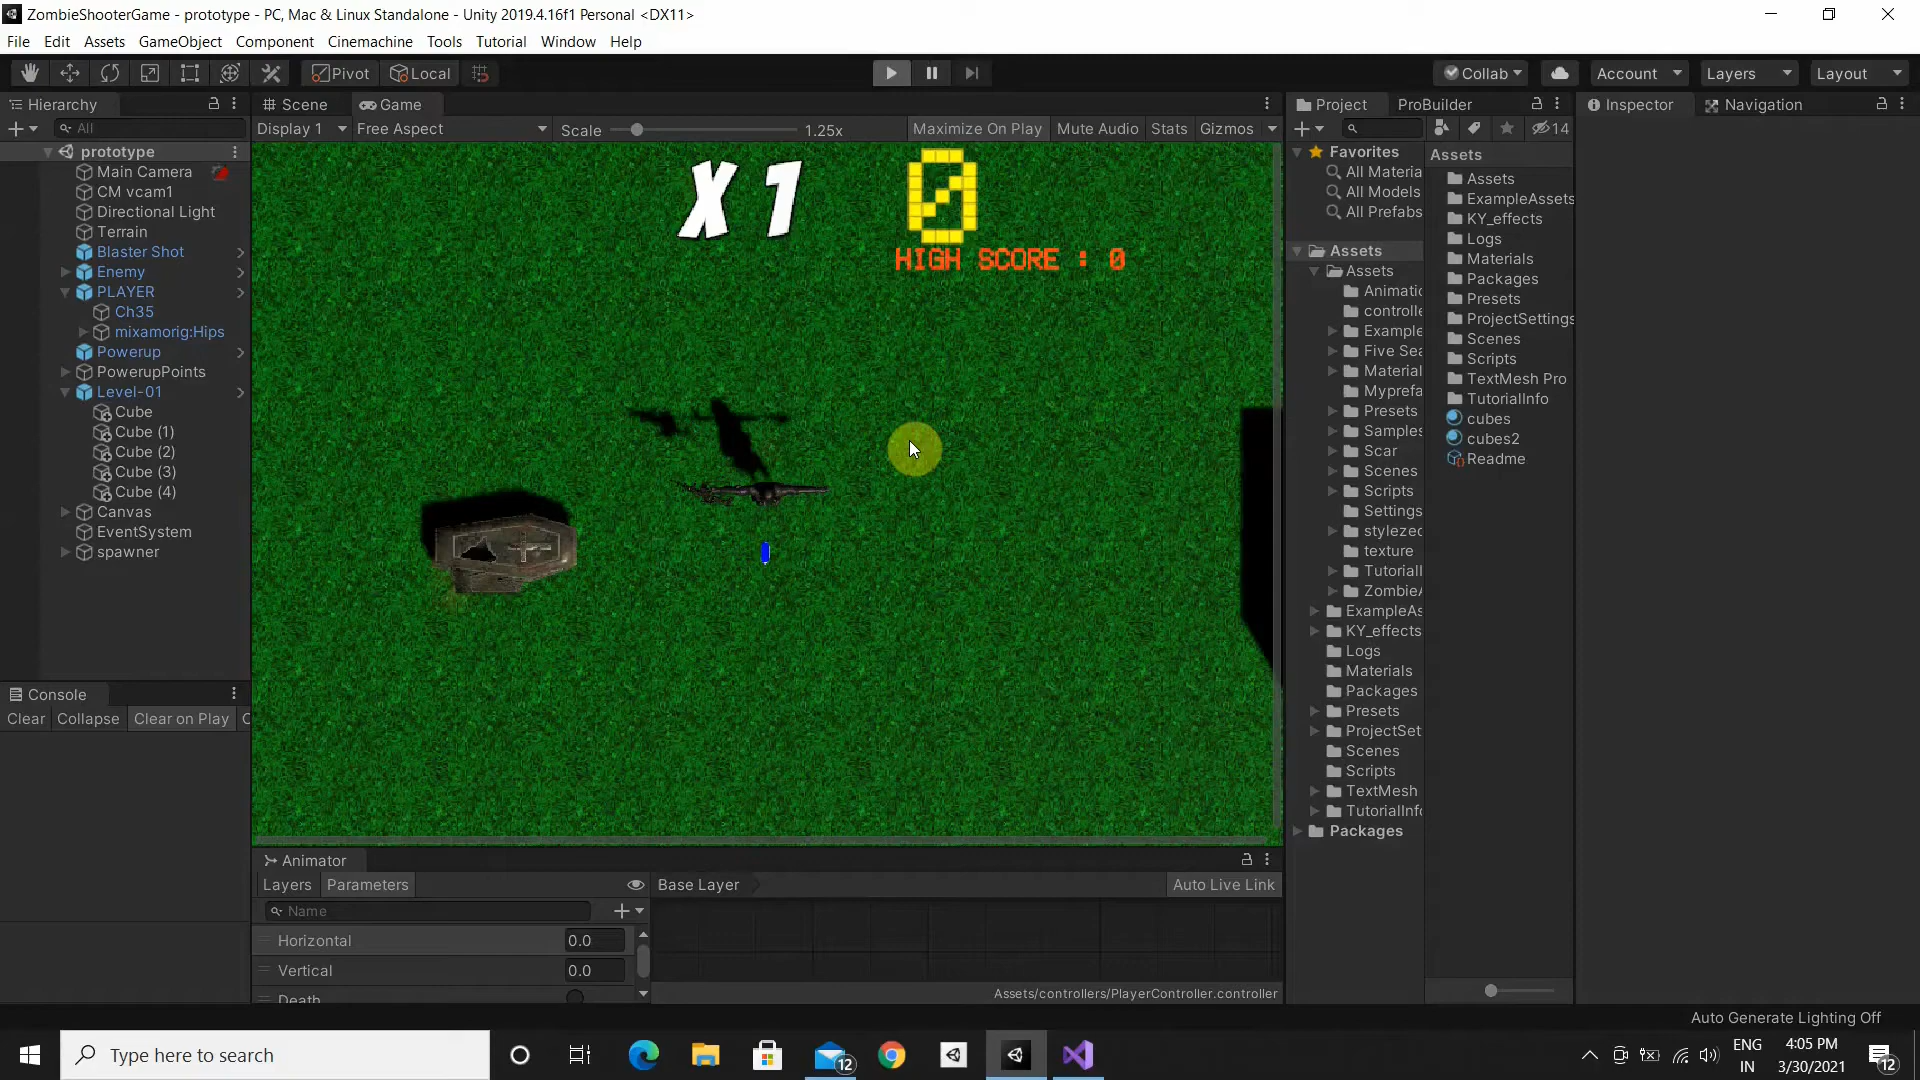 ZombieShooterGame - prototype - PC, Mac & Linux Standalone - Unity 2019.4.16f1 Personal <DX11>
File Edit Assets GameObject Component Cinemachine Tools Tutorial Window Help
Pivot Local Collab Account Layers Layout
Hierarchy
All
prototype
Main Camera
CM vcam1
Directional Light
Terrain
Blaster Shot
Enemy
PLAYER
Ch35
mixamorig:Hips
Powerup
PowerupPoints
Level-01
Cube
Cube (1)
Cube (2)
Cube (3)
Cube (4)
Canvas
EventSystem
spawner
Console
Clear Collapse Clear on Play C
Scene Game
Display 1 Free Aspect Scale 1.25x Maximize On Play Mute Audio Stats Gizmos
X 1 0
HIGH SCORE : 0
Animator
Layers Parameters Base Layer Auto Live Link
Name
Horizontal 0.0
Vertical 0.0
Death
Assets/controllers/PlayerController.controller
Project ProBuilder
14
Favorites
All Materia
All Models
All Prefabs
Assets
Assets
Animatic
controlle
Example
Five Sea
Material
Myprefa
Presets
Samples
Scar
Scenes
Scripts
Settings
stylezed
texture
Tutorial
ZombieA
ExampleAs
KY_effects
Logs
Materials
Packages
Presets
ProjectSet
Scenes
Scripts
TextMesh
TutorialInfo
Packages
Assets
Assets
ExampleAssets
KY_effects
Logs
Materials
Packages
Presets
ProjectSettings
Scenes
Scripts
TextMesh Pro
TutorialInfo
cubes
cubes2
Readme
Inspector Navigation
Auto Generate Lighting Off
Type here to search
12
ENG
IN
4:05 PM
3/30/2021
12